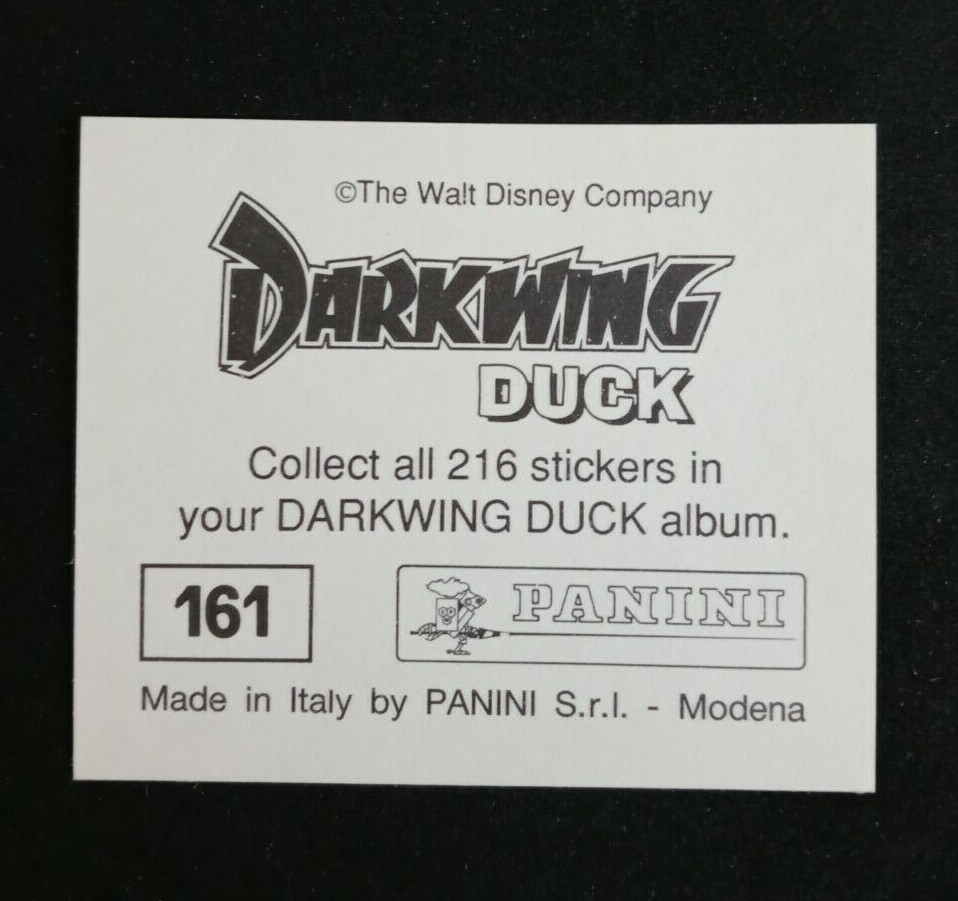 ©The Walt Disney Company
DARKWING
DUCK
Collect all 216 stickers in
your DARKWING DUCK album.
161
PANINI
Made in Italy by PANINI S.r.l. - Modena